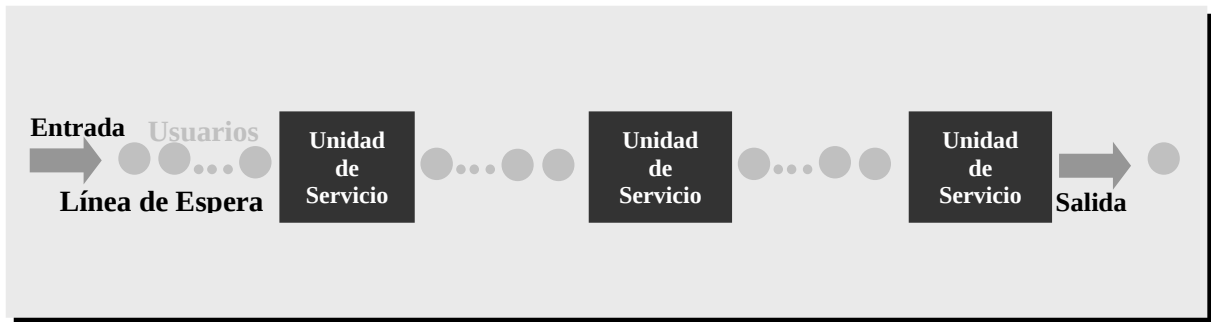 Entrada
Usuarios
Línea de Espera
Unidad
de
Servicio
Unidad
de
Servicio
Unidad
de
Servicio
Salida